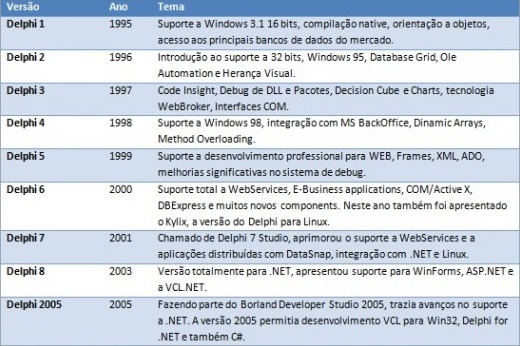 Versão Ano Tema
Delphi 1 1995 Suporte a Windows 3.1 16 bits, compilação native, orientação a objetos,
acesso aos principais bancos de dados do mercado.
Delphi 2 1996 Introdução ao suporte a 32 bits, Windows 95, Database Grid, Ole
Automation e Herança Visual.
Delphi 3 1997 Code Insight, Debug de DLL e Pacotes, Decision Cube e Charts, tecnologia
WebBroker, Interfaces COM.
Delphi 4 1998 Suporte a Windows 98, integração com MS BackOffice, Dinamic Arrays,
Method Overloading.
Delphi 5 1999 Suporte a desenvolvimento professional para WEB, Frames, XML, ADO,
melhorias significativas no sistema de debug.
Delphi 6 2000 Suporte total a WebServices, E-Business applications, COM/Active X,
DBExpress e muitos novos components. Neste ano também foi apresentado
o Kylix, a versão do Delphi para Linux.
Delphi 7 2001 Chamado de Delphi 7 Studio, aprimorou o suporte a WebServices e a
aplicações distribuídas com DataSnap, integração com .NET e Linux.
Delphi 8 2003 Versão totalmente para .NET, apresentou suporte para WinForms, ASP.NET e
a VCL.NET.
Delphi 2005 2005 Fazendo parte do Borland Developer Studio 2005, trazia avanços no suporte
a .NET. A versão 2005 permitia desenvolvimento VCL para Win32, Delphi for
.NET e também C#.